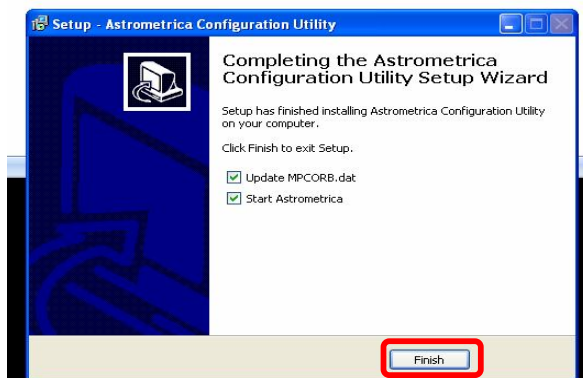 Setup - Astrometrica Configuration Utility
Completing the Astrometrica
Configuration Utility Setup Wizard
Setup has finished installing Astrometrica Configuration Utility
on your computer.
Click Finish to exit Setup.
Update MPCORB.dat
Start Astrometrica
Finish